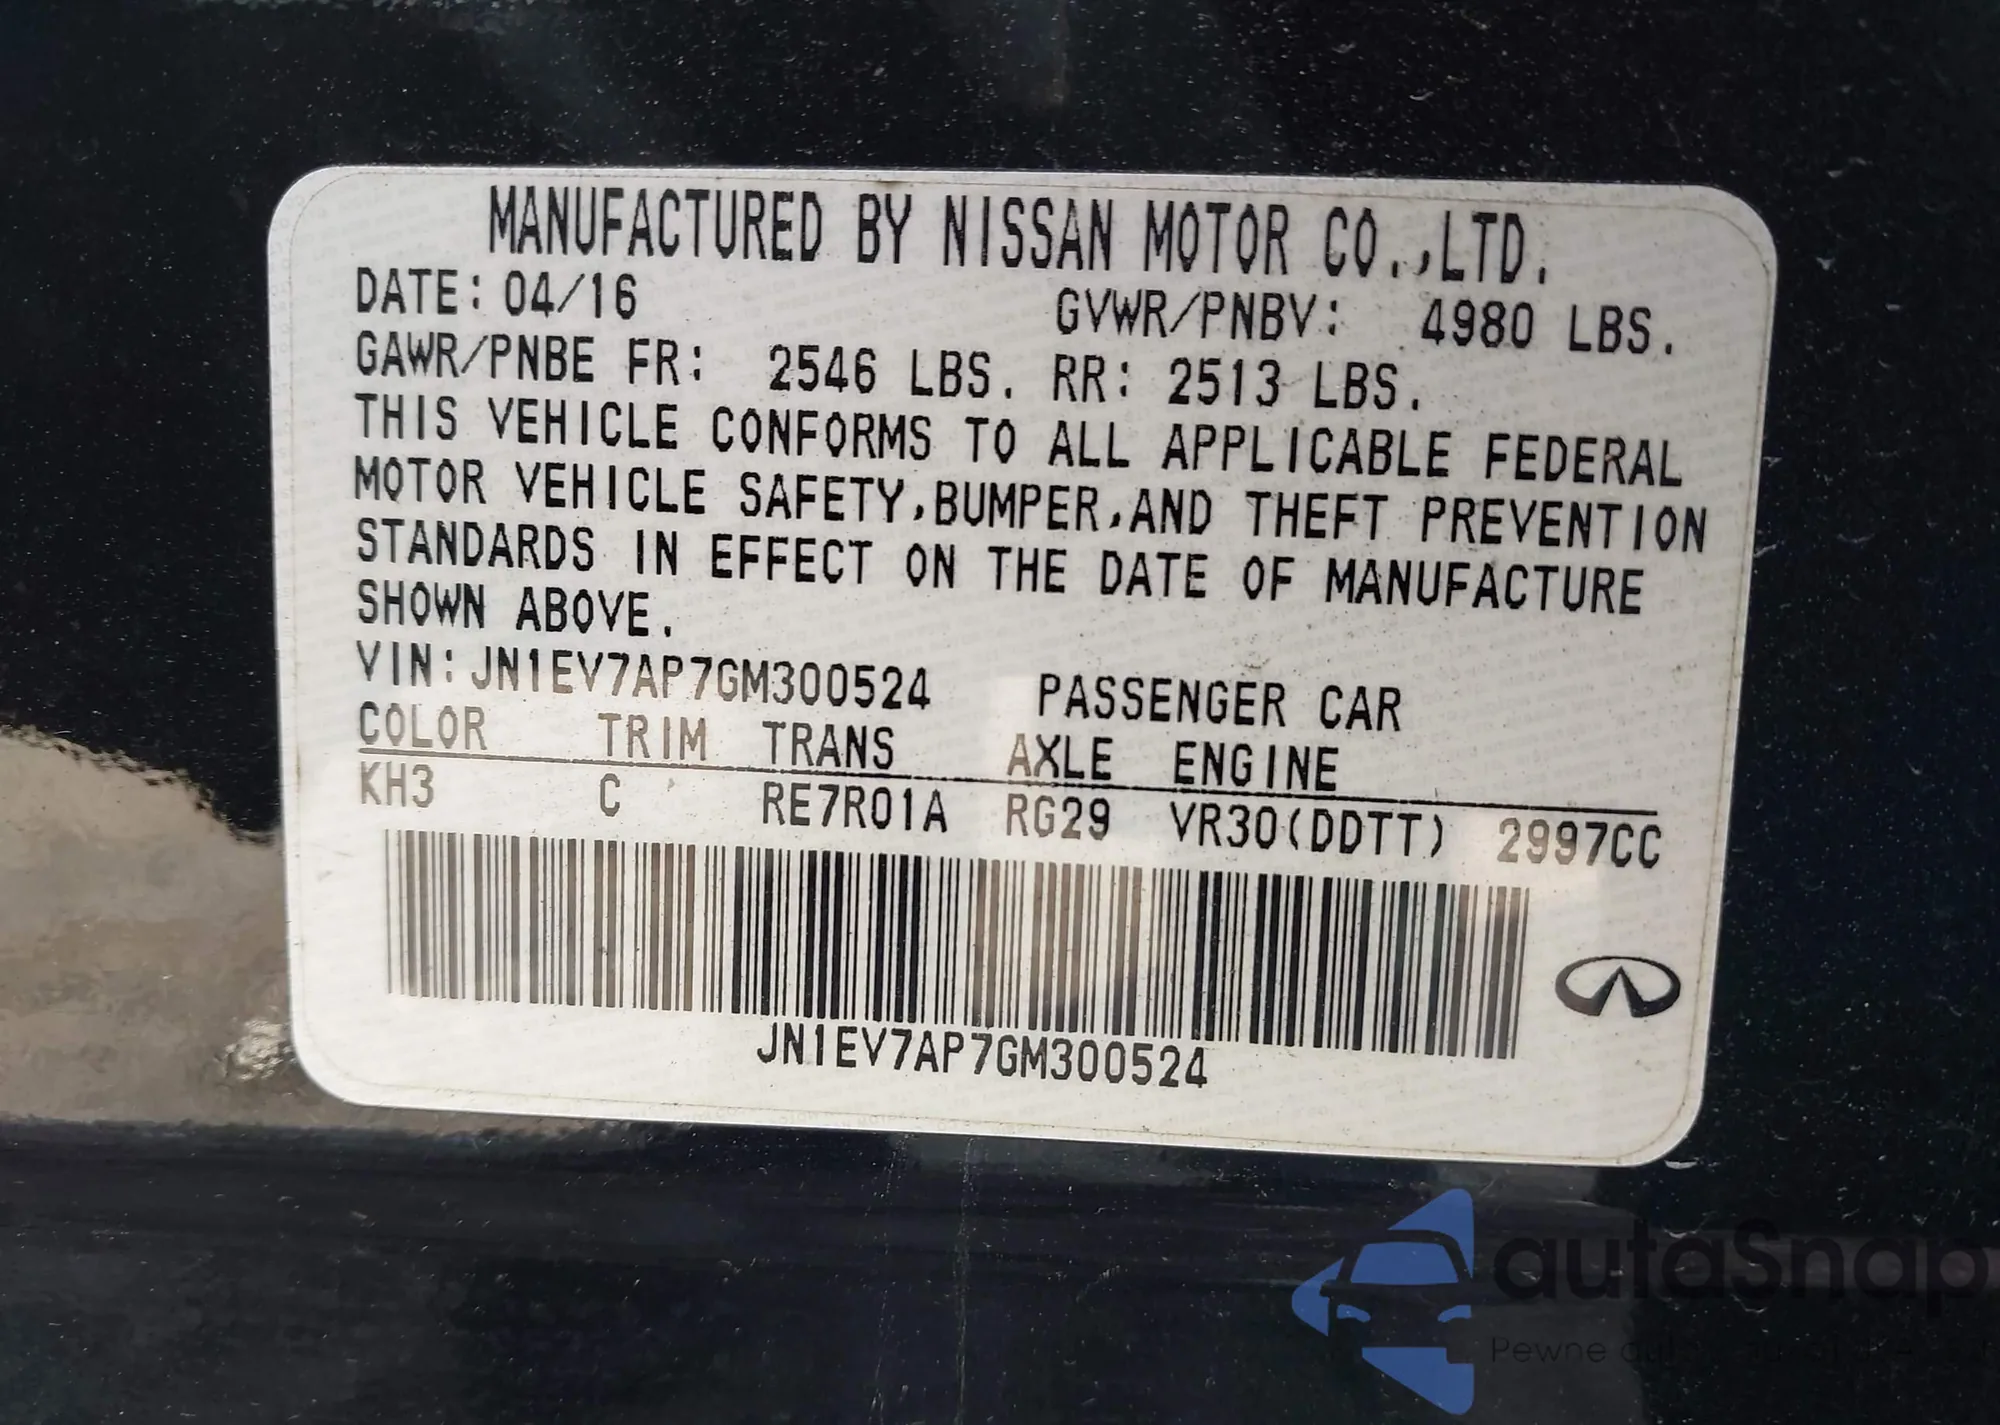 MANUFACTURED BY NISSAN MOTOR CO.,LTD.
DATE: 04/16 GVWR/PNBV: 4980 LBS.
GAWR/PNBE FR: 2546 LBS. RR: 2513 LBS.
THIS VEHICLE CONFORMS TO ALL APPLICABLE FEDERAL
MOTOR VEHICLE SAFETY,BUMPER,AND THEFT PREVENTION
STANDARDS IN EFFECT ON THE DATE OF MANUFACTURE
SHOWN ABOVE.
VIN:JN1EV7AP7GM300524 PASSENGER CAR
COLOR TRIM TRANS AXLE ENGINE
KH3 C RE7R01A RG29 VR30(DDTT) 2997CC
JN1EV7AP7GM300524
autaSnap
Pewne